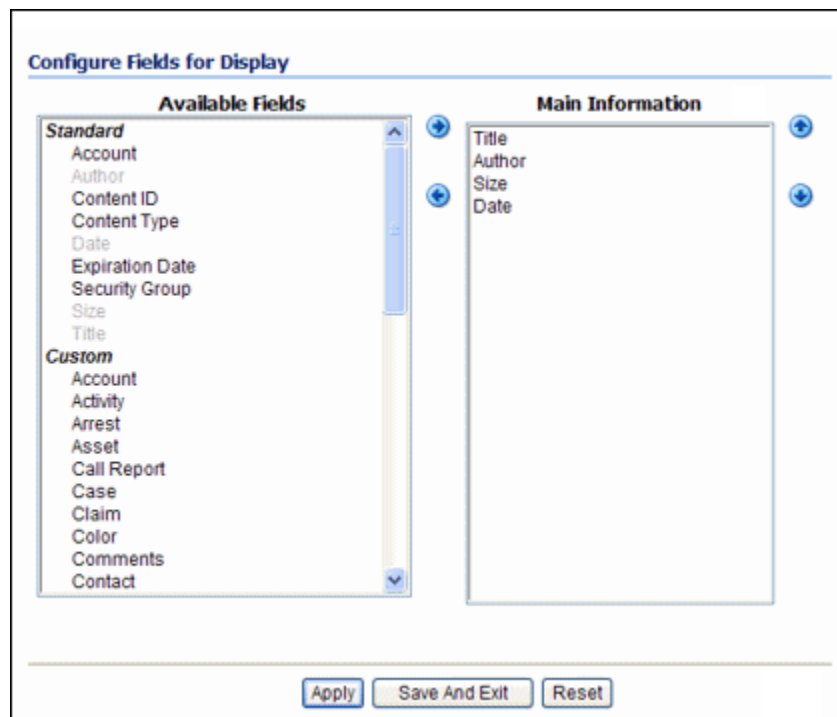 Configure Fields for Display
Available Fields
Standard
Account
Author
Content ID
Content Type
Date
Expiration Date
Security Group
Size
Title
Custom
Account
Activity
Arrest
Asset
Call Report
Case
Claim
Color
Comments
Contact
Main Information
Title
Author
Size
Date
Apply
Save And Exit
Reset